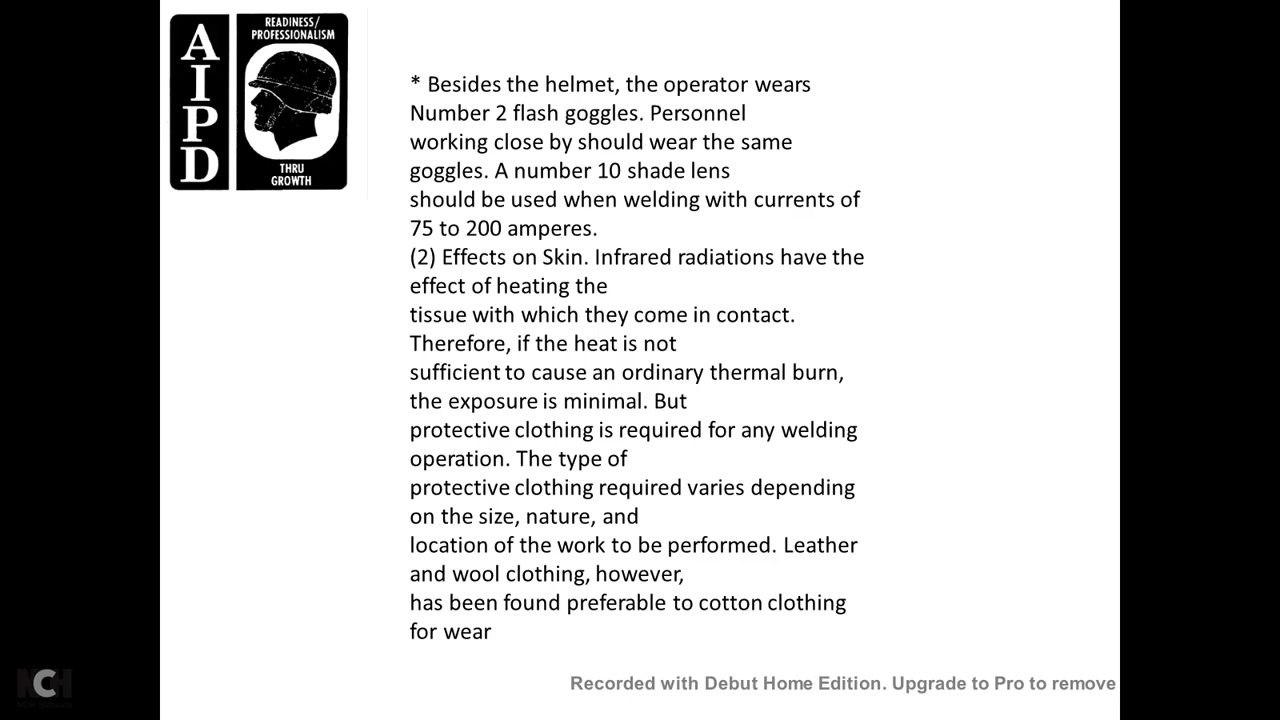 AIPD
READINESS/
PROFESSIONALISM
THRU
GROWTH
* Besides the helmet, the operator wears
Number 2 flash goggles. Personnel
working close by should wear the same
goggles. A number 10 shade lens
should be used when welding with currents of
75 to 200 amperes.
(2) Effects on Skin. Infrared radiations have the
effect of heating the
tissue with which they come in contact.
Therefore, if the heat is not
sufficient to cause an ordinary thermal burn,
the exposure is minimal. But
protective clothing is required for any welding
operation. The type of
protective clothing required varies depending
on the size, nature, and
location of the work to be performed. Leather
and wool clothing, however,
has been found preferable to cotton clothing
for wear
NCH
NCH Software
Recorded with Debut Home Edition. Upgrade to Pro to remove